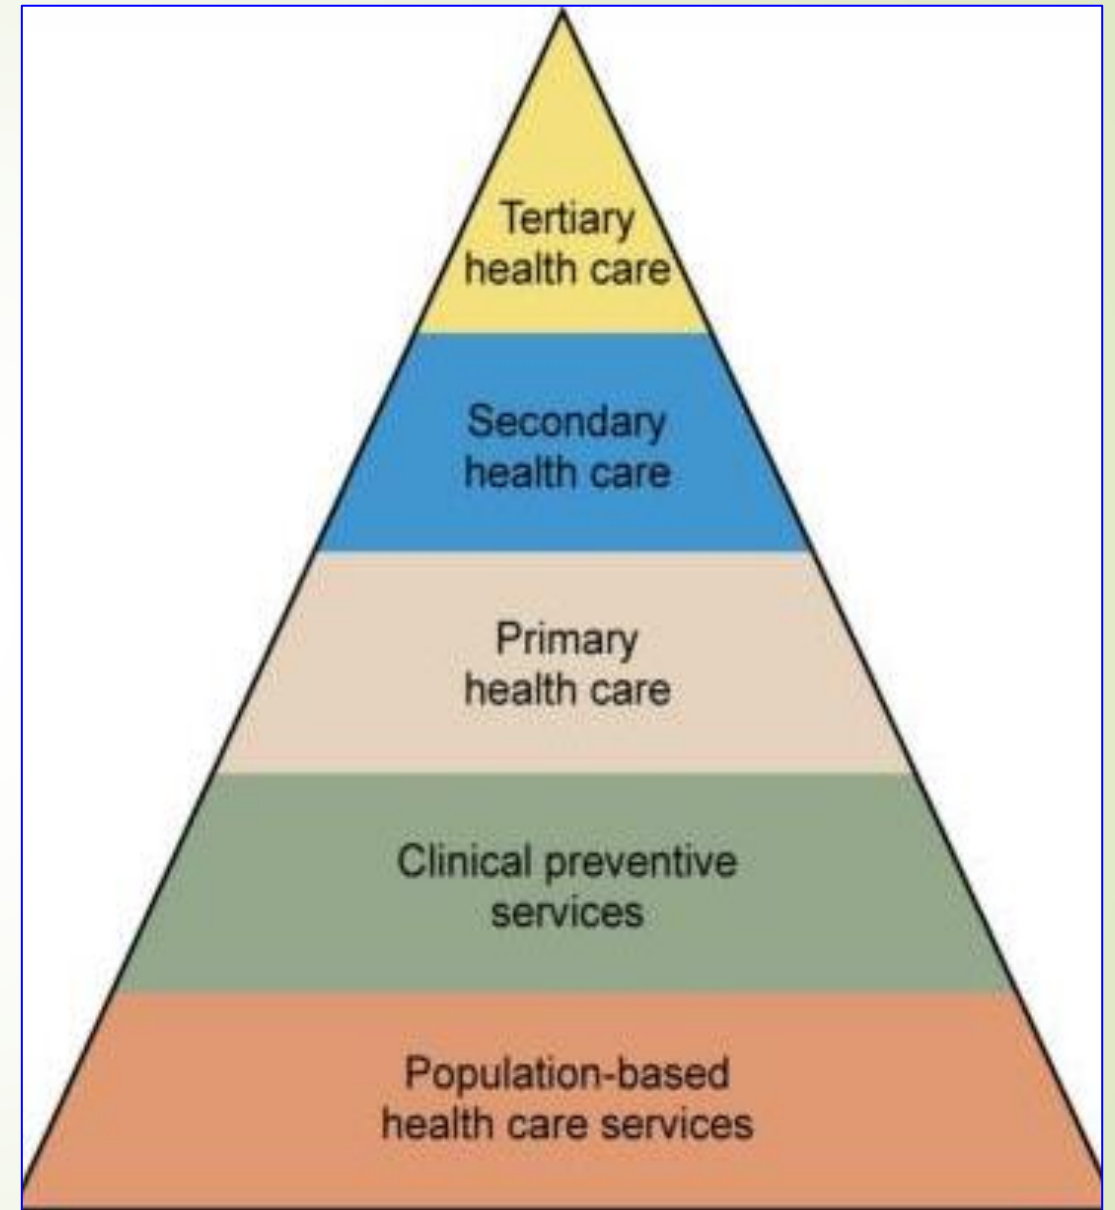 Tertiary
health care
Secondary
health care
Primary
health care
Clinical preventive
services
Population-based
health care services